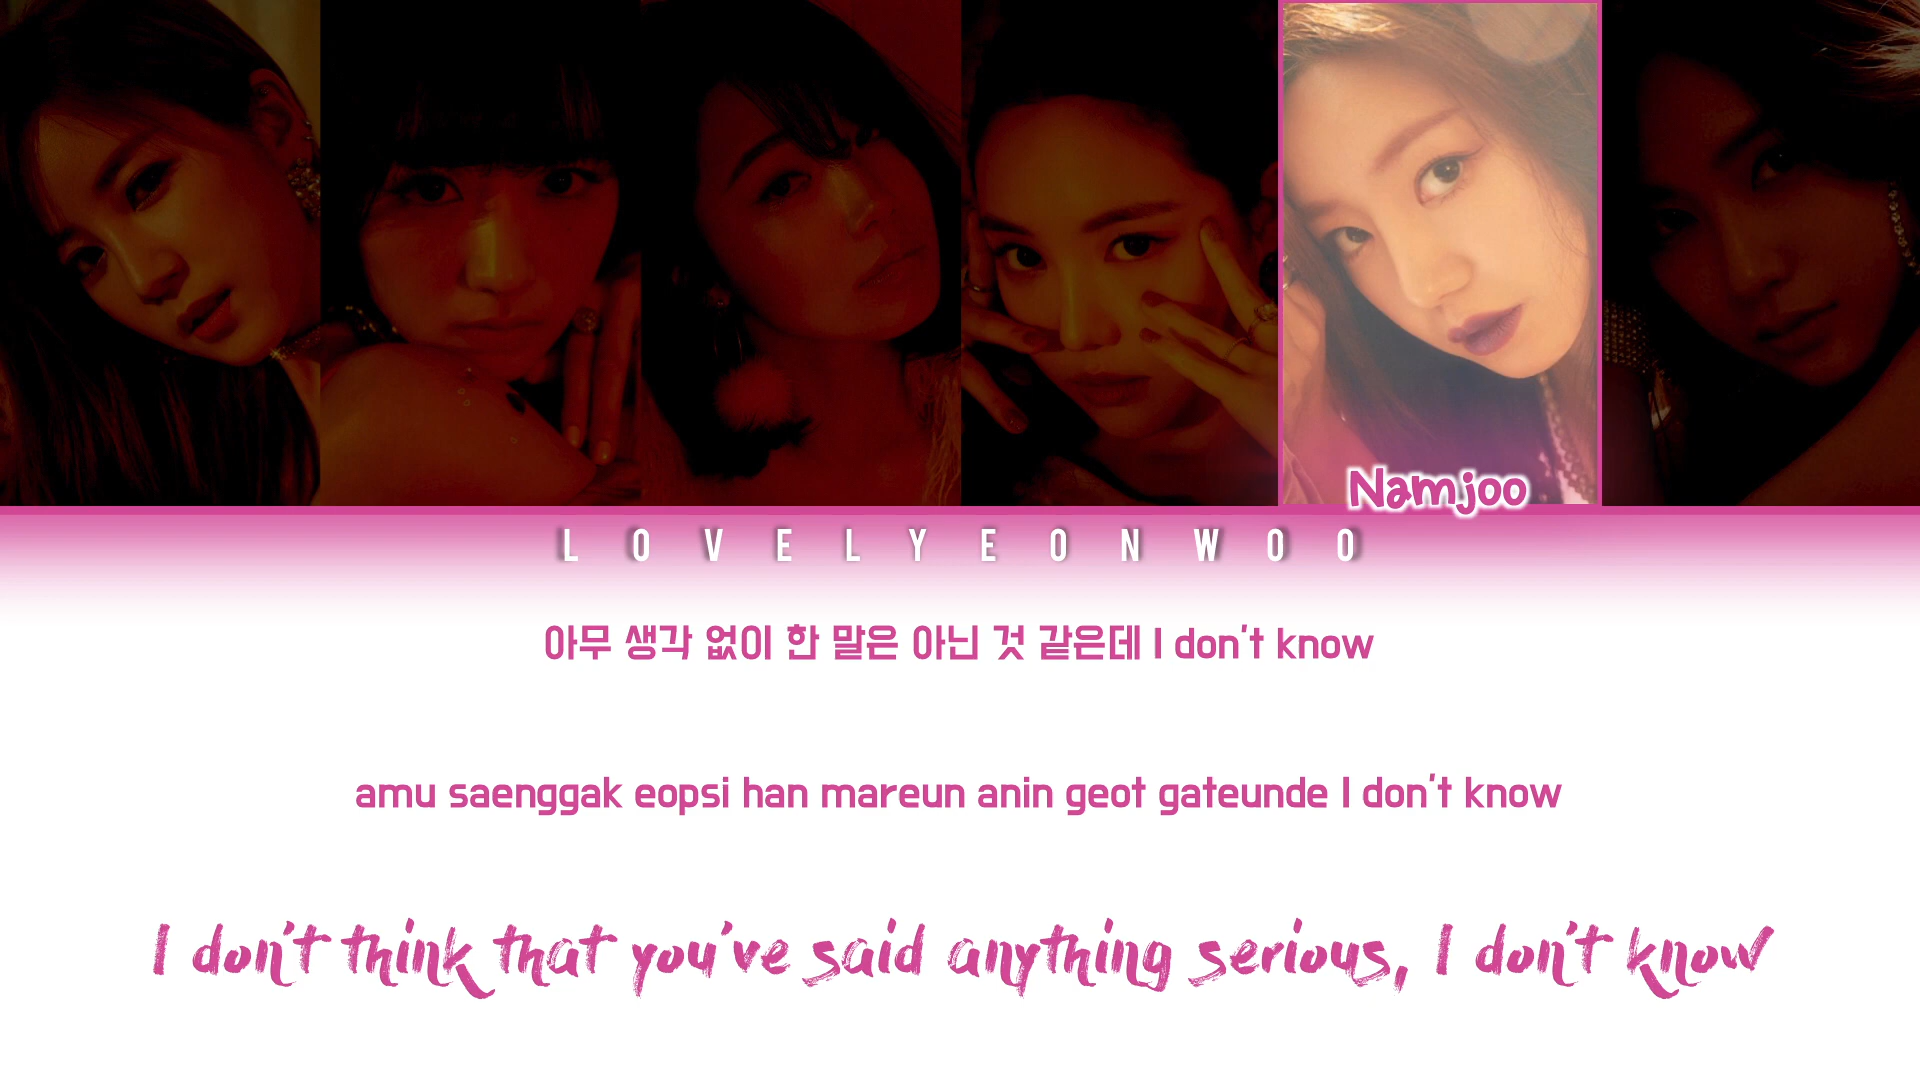 Namjoo
LOVELYEONWOO
아무 생각 없이 한 말은 아닌 것 같은데 I don't know
amu saenggak eopsi han mareun anin geot gateunde I don't know
I don't think that you've said anything serious, I don't know